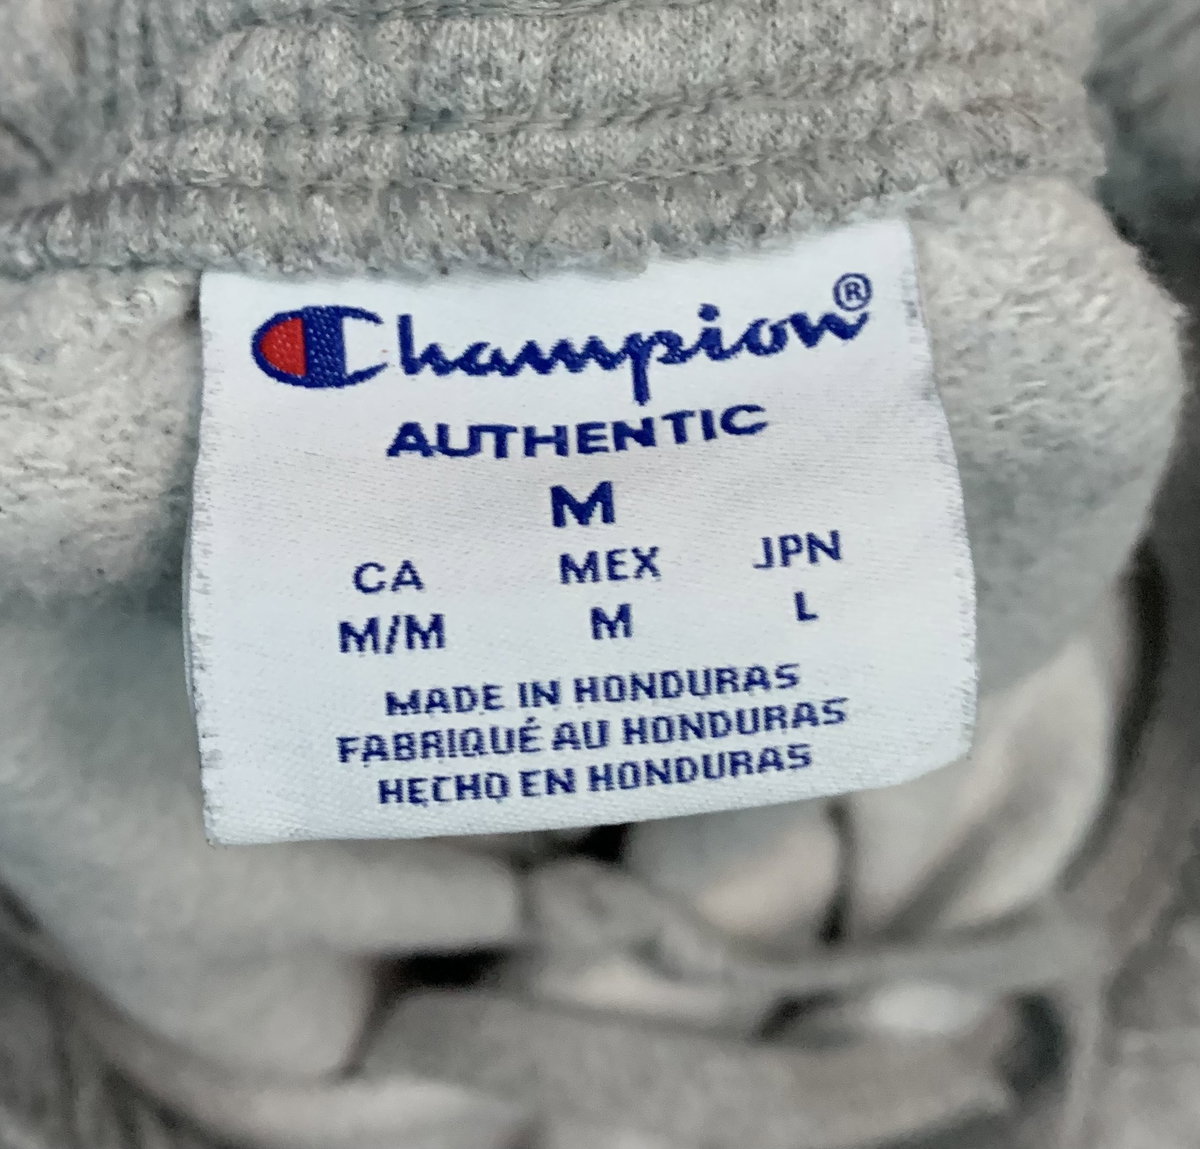 Champion®
AUTHENTIC
M
CA MEX JPN
M/M M L
MADE IN HONDURAS
FABRIQUÉ AU HONDURAS
HECHO EN HONDURAS